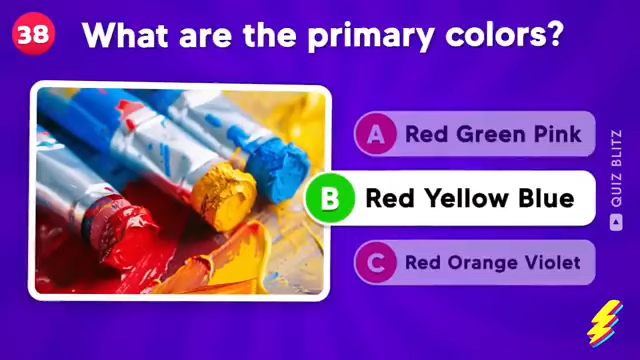 38
What are the primary colors?
A Red Green Pink
B Red Yellow Blue
C Red Orange Violet
QUIZ BLITZ